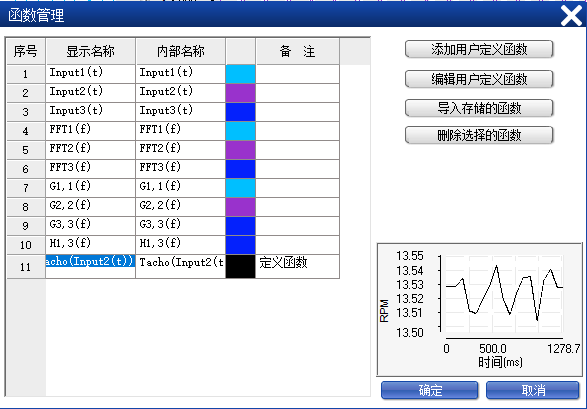 函数管理
序号 显示名称 内部名称 备 注
1 Input1(t) Input1(t)
2 Input2(t) Input2(t)
3 Input3(t) Input3(t)
4 FFT1(f) FFT1(f)
5 FFT2(f) FFT2(f)
6 FFT3(f) FFT3(f)
7 G1,1(f) G1,1(f)
8 G2,2(f) G2,2(f)
9 G3,3(f) G3,3(f)
10 H1,3(f) H1,3(f)
11 acho(Input2(t)) Tacho(Input2(t 定义函数
添加用户定义函数
编辑用户定义函数
导入存储的函数
删除选择的函数
13.55
13.54
13.53
13.52
13.51
13.50
RPM
0 500.0 1278.7
时间(ms)
确定 取消